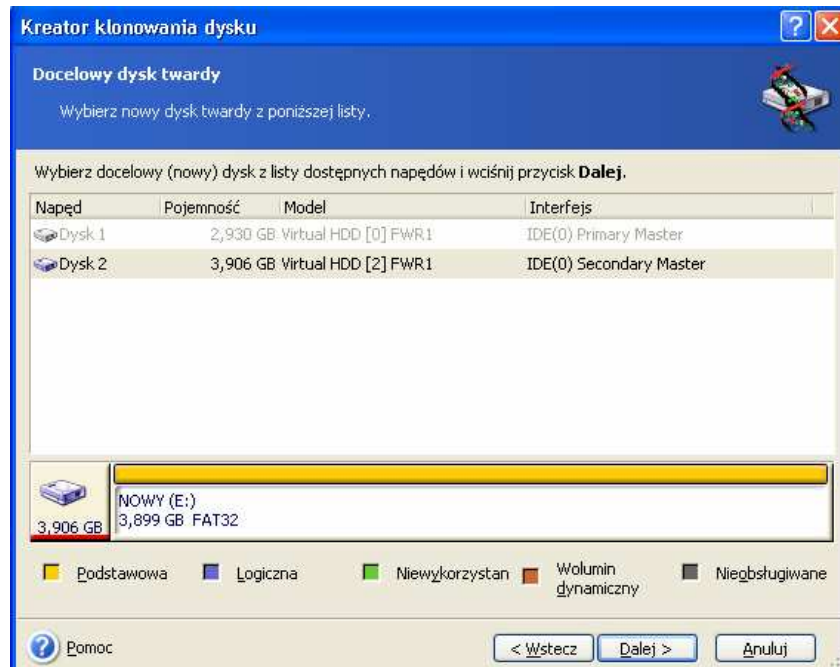 Kreator klonowania dysku
Docelowy dysk twardy
Wybierz nowy dysk twardy z poniższej listy.
Wybierz docelowy (nowy) dysk z listy dostępnych napędów i wciśnij przycisk Dalej.
Napęd Pojemność Model Interfejs
Dysk 1 2,930 GB Virtual HDD [0] FWR1 IDE(0) Primary Master
Dysk 2 3,906 GB Virtual HDD [2] FWR1 IDE(0) Secondary Master
NOWY (E:)
3,906 GB 3,899 GB FAT32
Podstawowa Logiczna Niewykorzystan Wolumin dynamiczny Nieobsługiwane
Pomoc < Wstecz Dalej > Anuluj